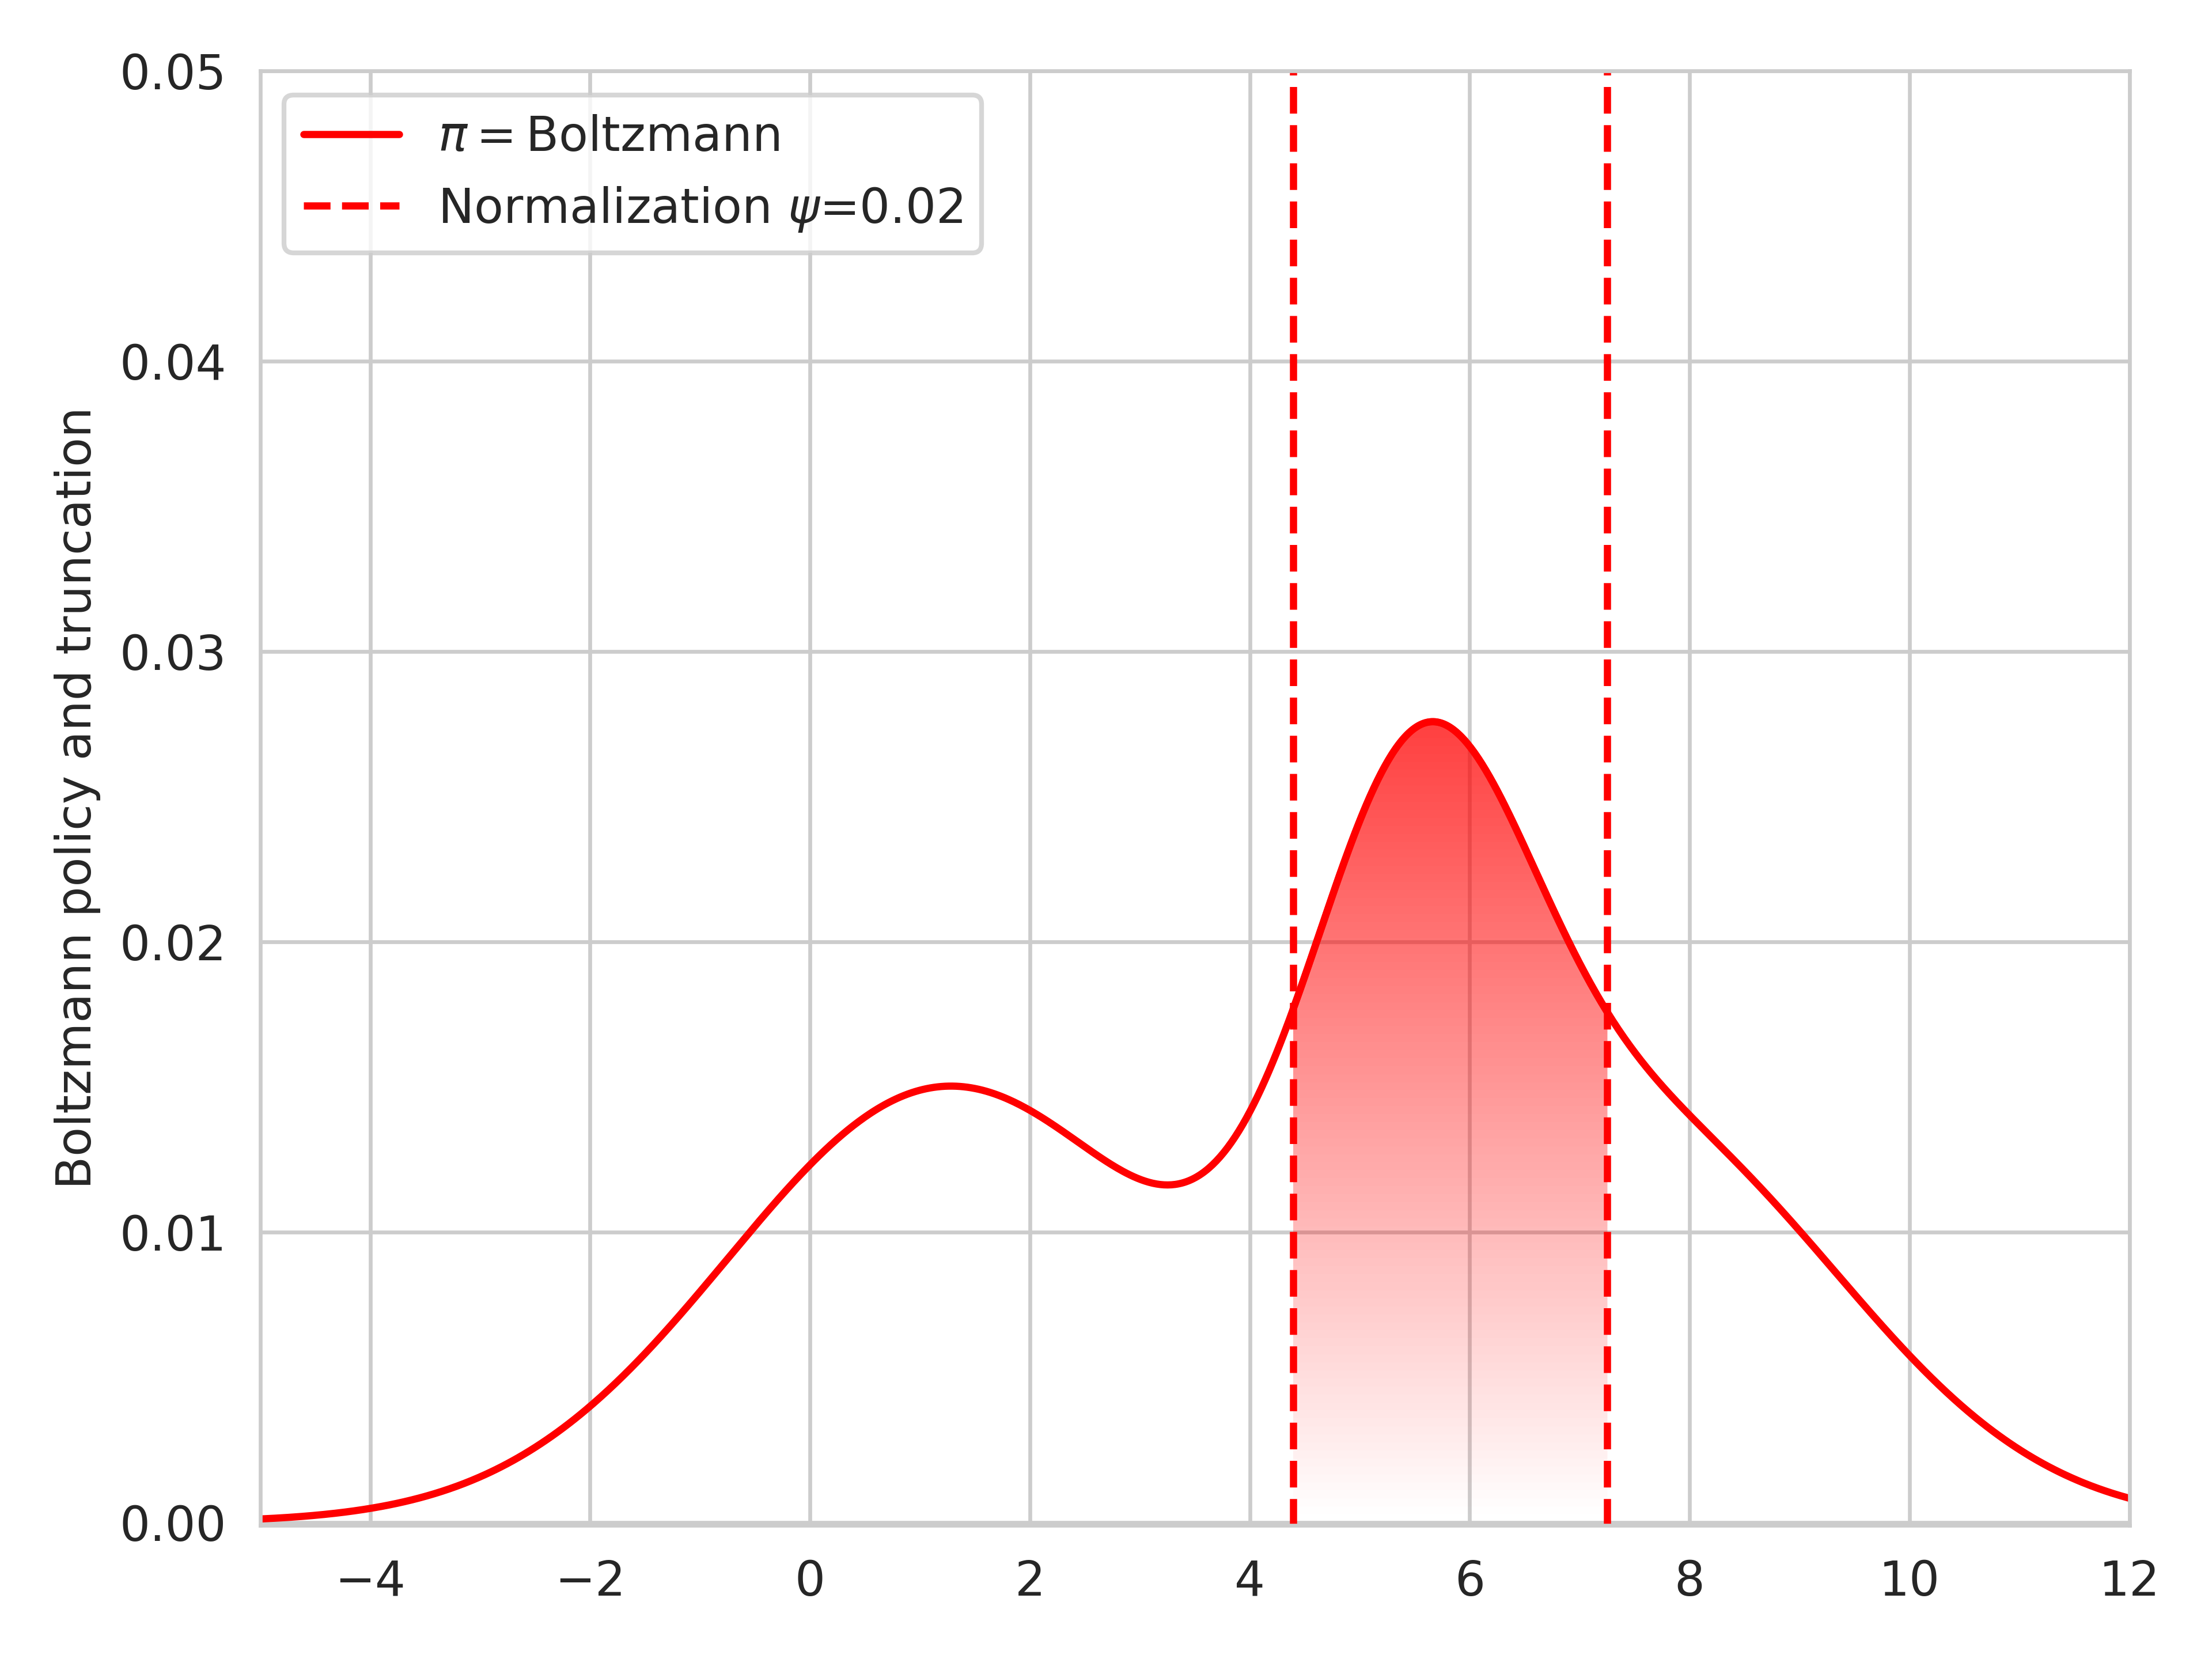 0.05
0.04
0.03
0.02
0.01
0.00
Boltzmann policy and truncation
π = Boltzmann
Normalization ψ=0.02
−4 −2 0 2 4 6 8 10 12